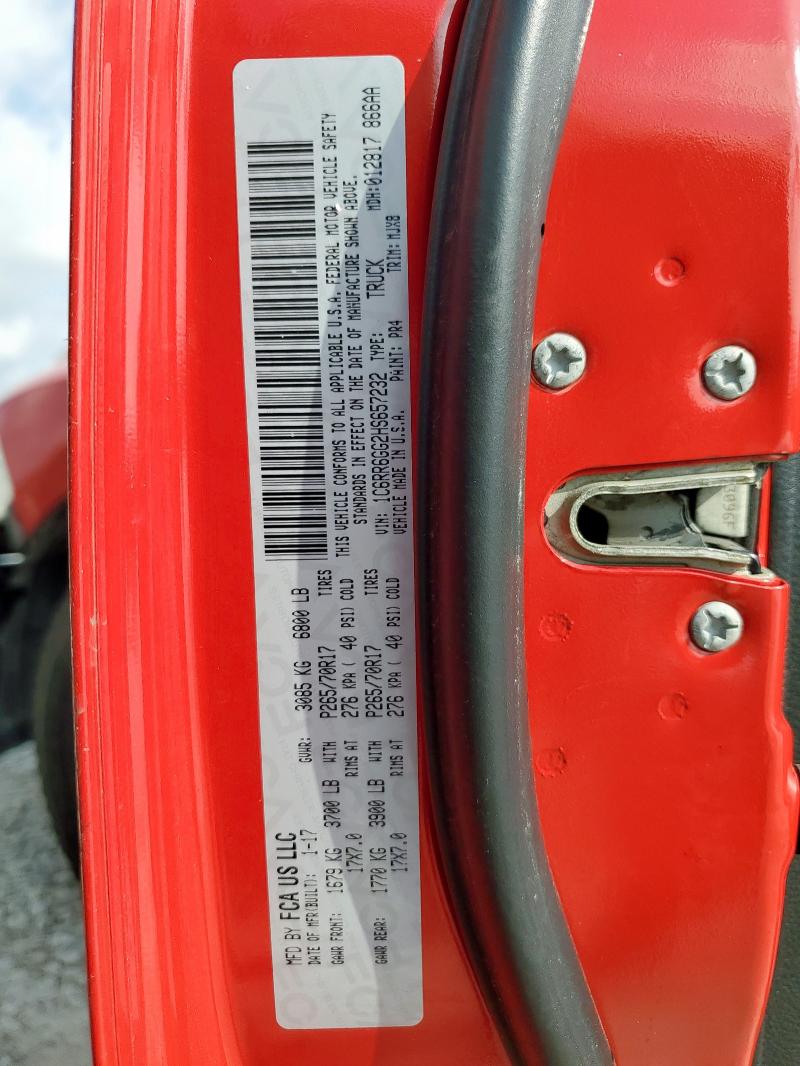 MFD BY FCA US LLC
DATE OF MFR(BUILT): 1-17 GVWR: 3085 KG 6800 LB
GAWR FRONT: 1679 KG 3700 LB WITH P265/70R17 TIRES
17X7.0 RIMS AT 276 KPA ( 40 PSI) COLD
GAWR REAR: 1770 KG 3900 LB WITH P265/70R17 TIRES
17X7.0 RIMS AT 276 KPA ( 40 PSI) COLD
THIS VEHICLE CONFORMS TO ALL APPLICABLE U.S.A. FEDERAL MOTOR VEHICLE SAFETY
STANDARDS IN EFFECT ON THE DATE OF MANUFACTURE SHOWN ABOVE.
VIN: 1C6RR6GG2HS657232 TYPE: TRUCK MDH:012817 866AA
VEHICLE MADE IN U.S.A. PAINT: PR4 TRIM: MJX8